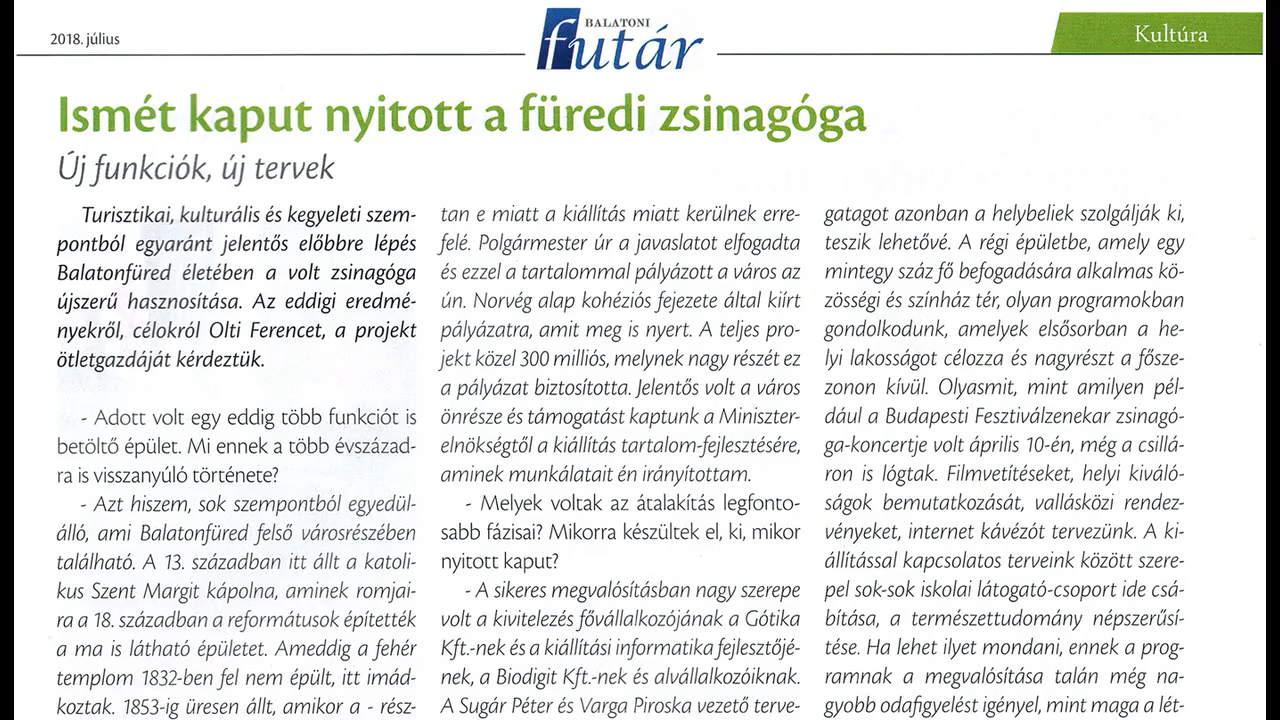 2018. július
BALATONI
futár
Kultúra
Ismét kaput nyitott a füredi zsinagóga
Új funkciók, új tervek
Turisztikai, kulturális és kegyeleti szem-
pontból egyaránt jelentős előbbre lépés
Balatonfüred életében a volt zsinagóga
újszerű hasznosítása. Az eddigi eredmé-
nyekről, célokról Olti Ferencet, a projekt
ötletgazdáját kérdeztük.
- Adott volt egy eddig több funkciót is
betöltő épület. Mi ennek a több évszázad-
ra is visszanyúló története?
- Azt hiszem, sok szempontból egyedül-
álló, ami Balatonfüred felső városrészében
található. A 13. században itt állt a katoli-
kus Szent Margit kápolna, aminek romjai-
ra a 18. században a reformátusok építették
a ma is látható épületet. Ameddig a fehér
templom 1832-ben fel nem épült, itt imád-
koztak. 1853-ig üresen állt, amikor a - rész-
tan e miatt a kiállítás miatt kerülnek erre-
felé. Polgármester úr a javaslatot elfogadta
és ezzel a tartalommal pályázott a város az
ún. Norvég alap kohéziós fejezete által kiírt
pályázatra, amit meg is nyert. A teljes pro-
jekt közel 300 milliós, melynek nagy részét ez
a pályázat biztosította. Jelentős volt a város
önrésze és támogatást kaptunk a Miniszter-
elnökségtől a kiállítás tartalom-fejlesztésére,
aminek munkálatait én irányítottam.
- Melyek voltak az átalakítás legfonto-
sabb fázisai? Mikorra készültek el, ki, mikor
nyitott kaput?
- A sikeres megvalósításban nagy szerepe
volt a kivitelezés fővállalkozójának a Gótika
Kft.-nek és a kiállítási informatika fejlesztőjé-
nek, a Biodigit Kft.-nek és alvállalkozóiknak.
A Sugár Péter és Varga Piroska vezető terve-
gatagot azonban a helybeliek szolgálják ki,
teszik lehetővé. A régi épületbe, amely egy
mintegy száz fő befogadására alkalmas kö-
zösségi és színház tér, olyan programokban
gondolkodunk, amelyek elsősorban a he-
lyi lakosságot célozza és nagyrészt a fősze-
zonon kívül. Olyasmit, mint amilyen pél-
dául a Budapesti Fesztiválzenekar zsinagó-
ga-koncertje volt április 10-én, még a csillá-
ron is lógtak. Filmvetítéseket, helyi kiváló-
ságok bemutatkozását, vallásközi rendez-
vényeket, internet kávézót tervezünk. A ki-
állítással kapcsolatos terveink között szere-
pel sok-sok iskolai látogató-csoport ide csá-
bítása, a természettudomány népszerűsí-
tése. Ha lehet ilyet mondani, ennek a prog-
ramnak a megvalósítása talán még na-
gyobb odafigyelést igényel, mint maga a lét-